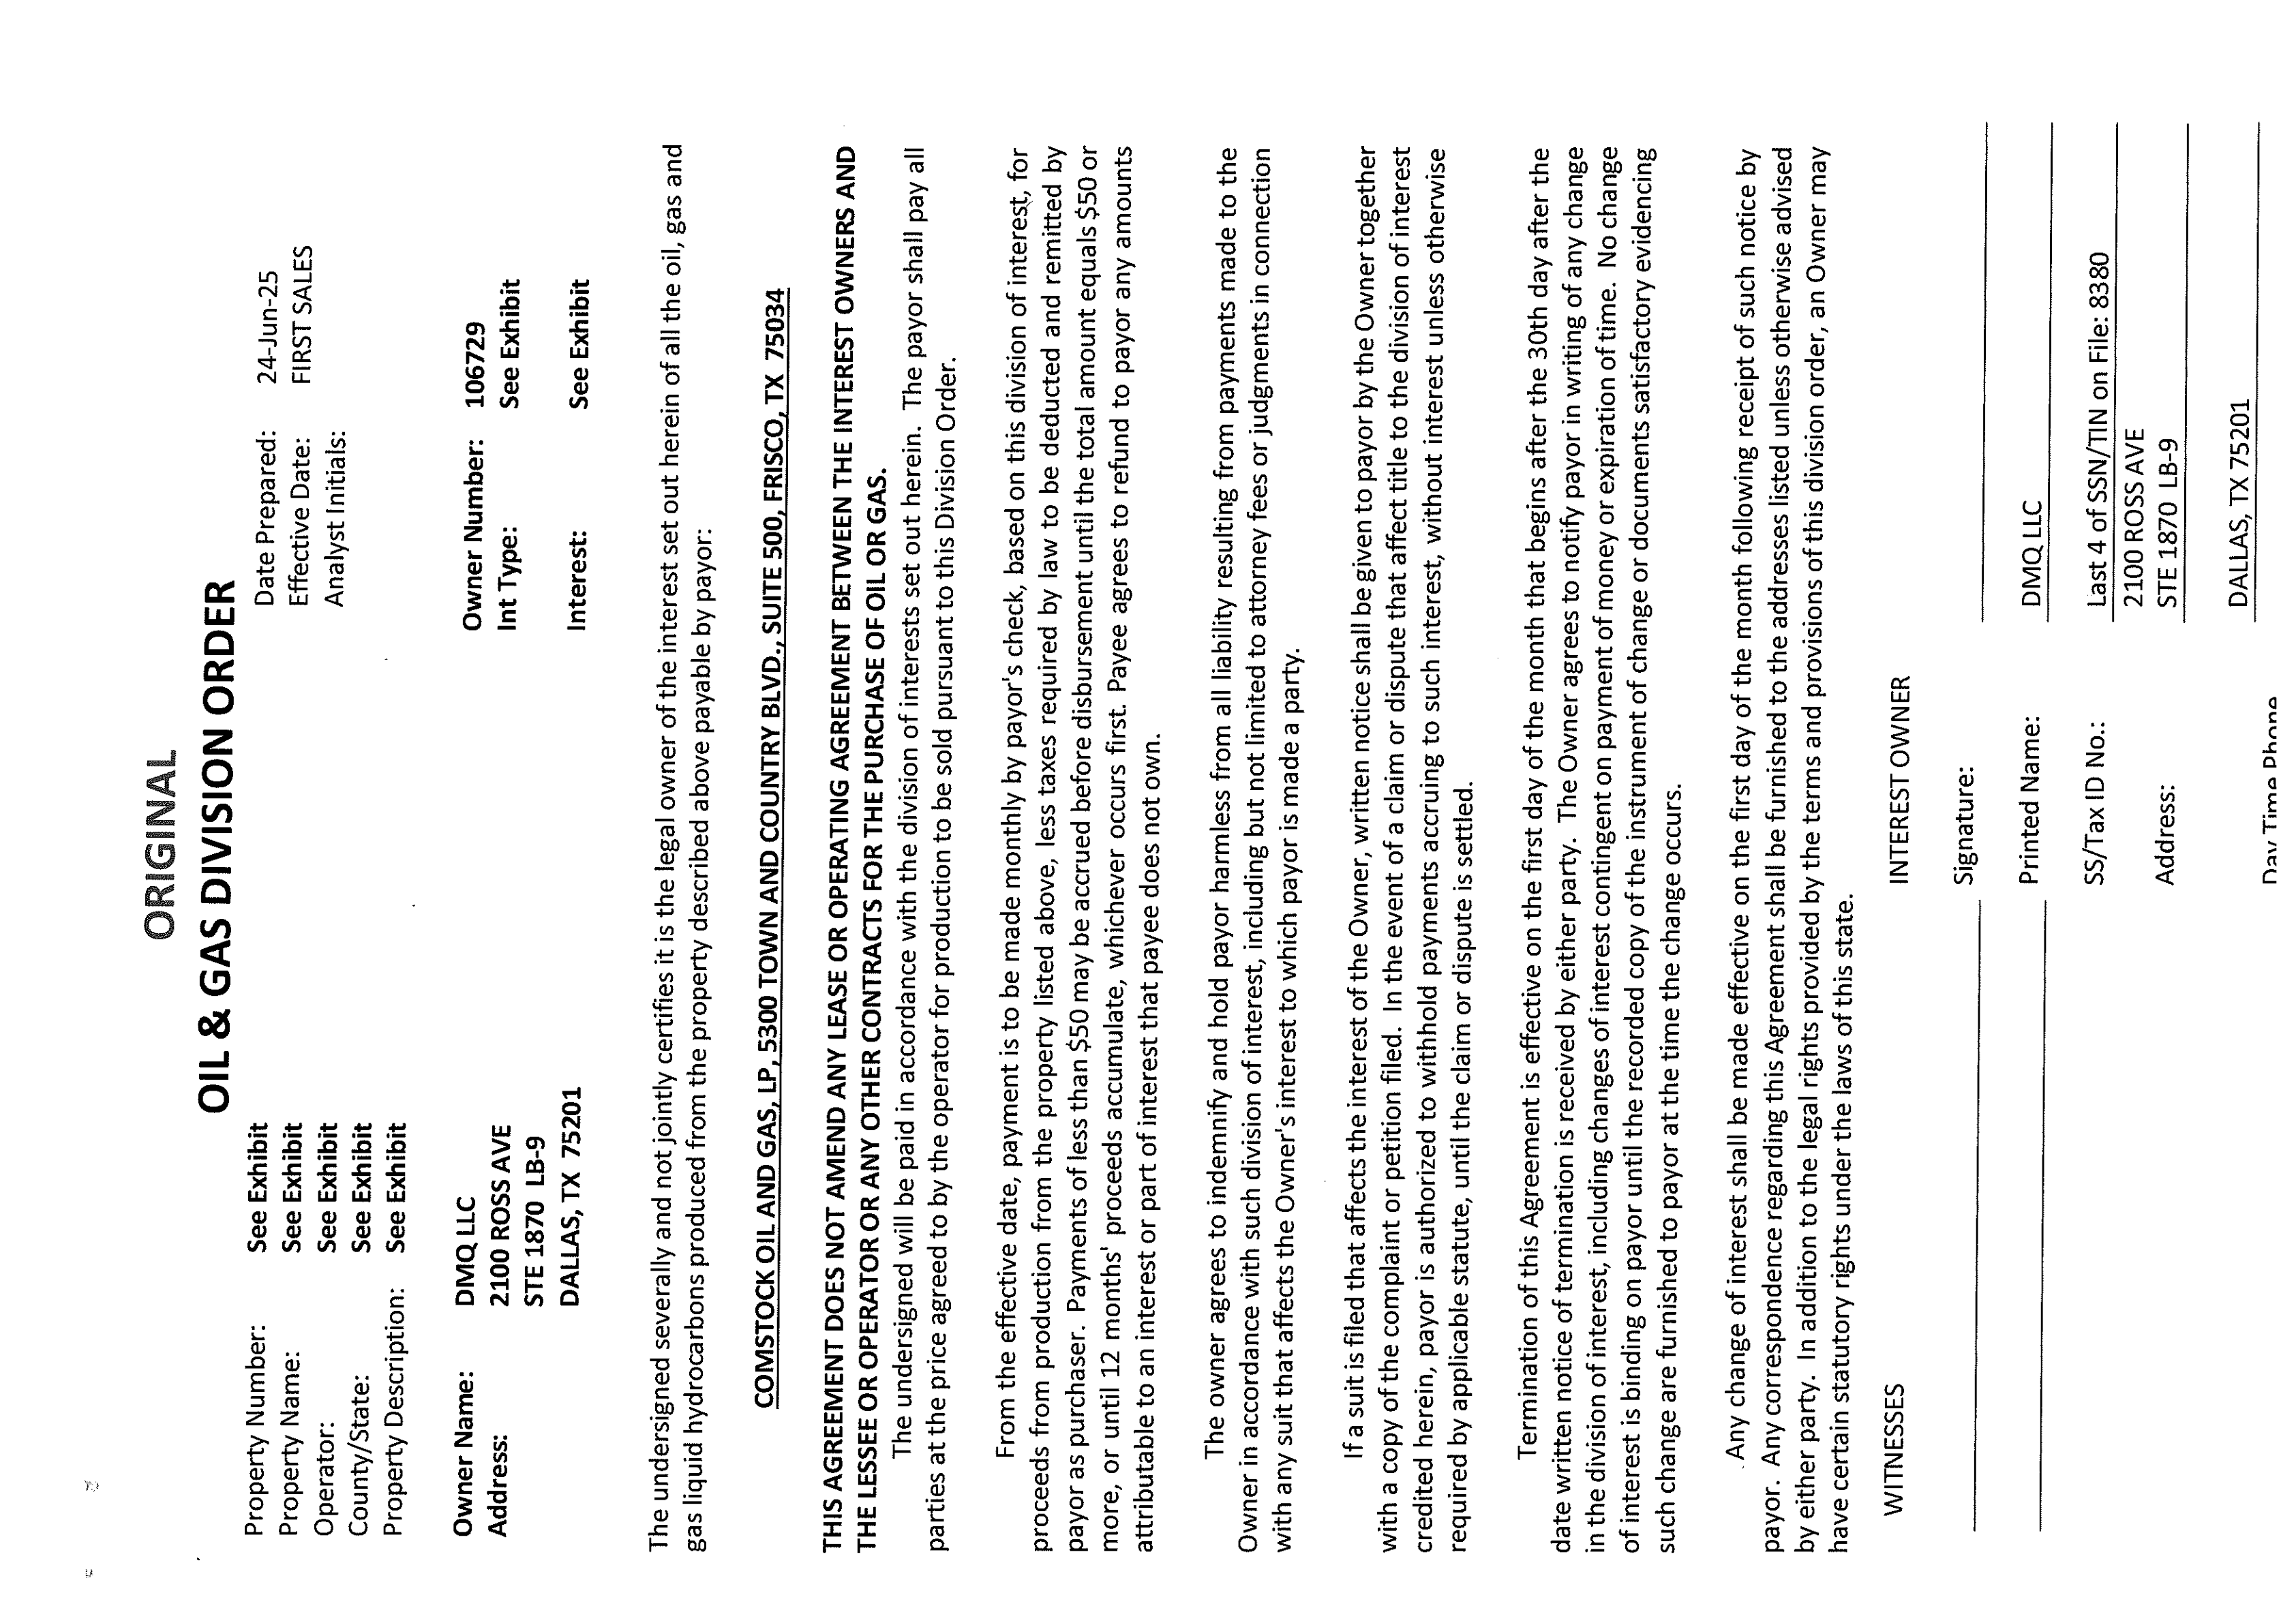 ORIGINAL
OIL & GAS DIVISION ORDER
Property Number: See Exhibit Date Prepared: 24-Jun-25
Property Name: See Exhibit Effective Date: FIRST SALES
Operator: See Exhibit Analyst Initials:
County/State: See Exhibit
Property Description: See Exhibit
Owner Name: DMQ LLC Owner Number: 106729
Address: 2100 ROSS AVE Int Type: See Exhibit
STE 1870 LB-9
DALLAS, TX 75201 Interest: See Exhibit
The undersigned severally and not jointly certifies it is the legal owner of the interest set out herein of all the oil, gas and
gas liquid hydrocarbons produced from the property described above payable by payor:
COMSTOCK OIL AND GAS, LP, 5300 TOWN AND COUNTRY BLVD., SUITE 500, FRISCO, TX 75034
THIS AGREEMENT DOES NOT AMEND ANY LEASE OR OPERATING AGREEMENT BETWEEN THE INTEREST OWNERS AND
THE LESSEE OR OPERATOR OR ANY OTHER CONTRACTS FOR THE PURCHASE OF OIL OR GAS.
The undersigned will be paid in accordance with the division of interests set out herein. The payor shall pay all
parties at the price agreed to by the operator for production to be sold pursuant to this Division Order.
From the effective date, payment is to be made monthly by payor's check, based on this division of interest, for
proceeds from production from the property listed above, less taxes required by law to be deducted and remitted by
payor as purchaser. Payments of less than $50 may be accrued before disbursement until the total amount equals $50 or
more, or until 12 months' proceeds accumulate, whichever occurs first. Payee agrees to refund to payor any amounts
attributable to an interest or part of interest that payee does not own.
The owner agrees to indemnify and hold payor harmless from all liability resulting from payments made to the
Owner in accordance with such division of interest, including but not limited to attorney fees or judgments in connection
with any suit that affects the Owner's interest to which payor is made a party.
If a suit is filed that affects the interest of the Owner, written notice shall be given to payor by the Owner together
with a copy of the complaint or petition filed. In the event of a claim or dispute that affect title to the division of interest
credited herein, payor is authorized to withhold payments accruing to such interest, without interest unless otherwise
required by applicable statute, until the claim or dispute is settled.
Termination of this Agreement is effective on the first day of the month that begins after the 30th day after the
date written notice of termination is received by either party. The Owner agrees to notify payor in writing of any change
in the division of interest, including changes of interest contingent on payment of money or expiration of time. No change
of interest is binding on payor until the recorded copy of the instrument of change or documents satisfactory evidencing
such change are furnished to payor at the time the change occurs.
Any change of interest shall be made effective on the first day of the month following receipt of such notice by
payor. Any correspondence regarding this Agreement shall be furnished to the addresses listed unless otherwise advised
by either party. In addition to the legal rights provided by the terms and provisions of this division order, an Owner may
have certain statutory rights under the laws of this state.
WITNESSES INTEREST OWNER
Signature:
Printed Name: DMQ LLC
SS/Tax ID No.: Last 4 of SSN/TIN on File: 8380
2100 ROSS AVE
Address: STE 1870 LB-9
DALLAS, TX 75201
Day Time Phone